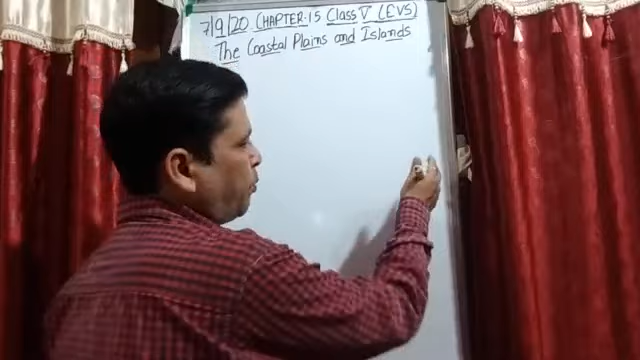 7/9/20 CHAPTER-15 Class V (EVS)
The Coastal Plains and Islands